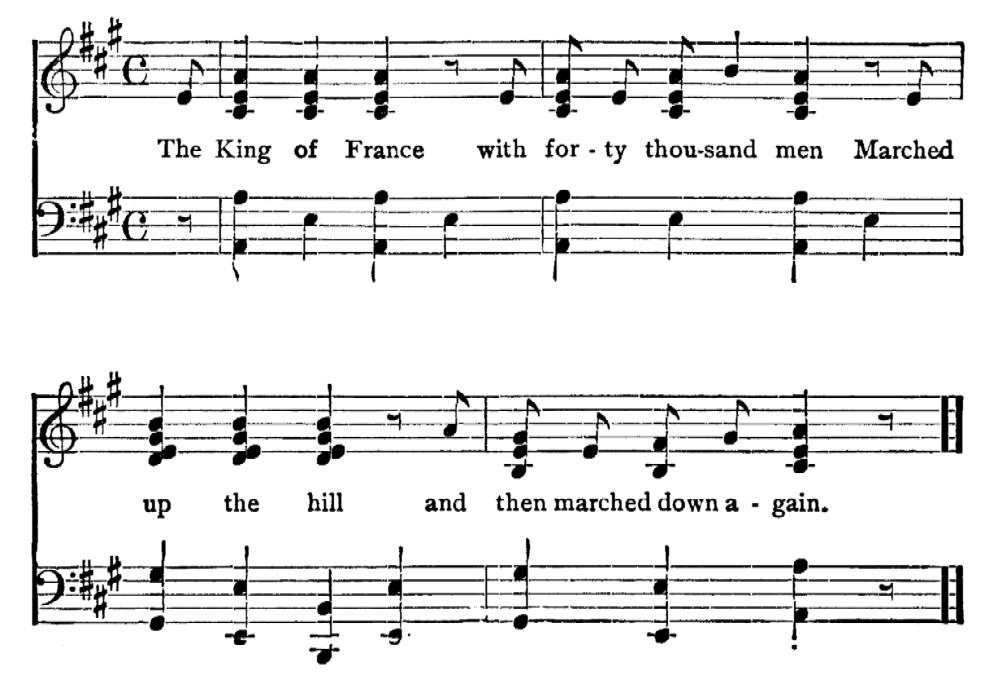 The King of France with for - ty thou-sand men Marched
up the hill and then marched down a - gain.